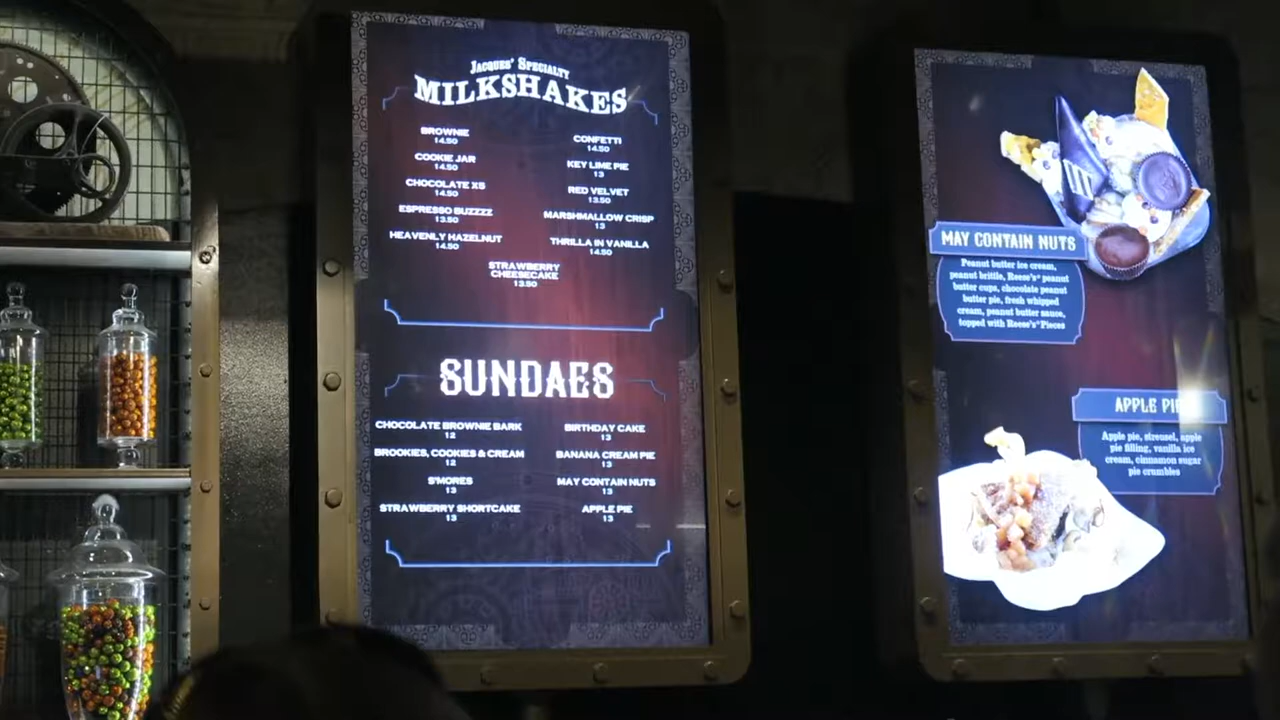 JACQUES' SPECIALTY
MILKSHAKES
BROWNIE
14.50
COOKIE JAR
14.50
CHOCOLATE X5
14.50
ESPRESSO BUZZZZ
13.50
HEAVENLY HAZELNUT
14.50
CONFETTI
14.50
KEY LIME PIE
13
RED VELVET
13.50
MARSHMALLOW CRISP
13
THRILLA IN VANILLA
14.50
STRAWBERRY
CHEESECAKE
13.50
SUNDAES
CHOCOLATE BROWNIE BARK
12
BROOKIES, COOKIES & CREAM
12
S'MORES
13
STRAWBERRY SHORTCAKE
13
BIRTHDAY CAKE
13
BANANA CREAM PIE
13
MAY CONTAIN NUTS
13
APPLE PIE
13
MAY CONTAIN NUTS
Peanut butter ice cream,
peanut brittle, Reese's® peanut
butter cups, chocolate peanut
butter pie, fresh whipped
cream, peanut butter sauce,
topped with Reese's® Pieces
APPLE PIE
Apple pie, streusel, apple
pie filling, vanilla ice
cream, cinnamon sugar
pie crumbles